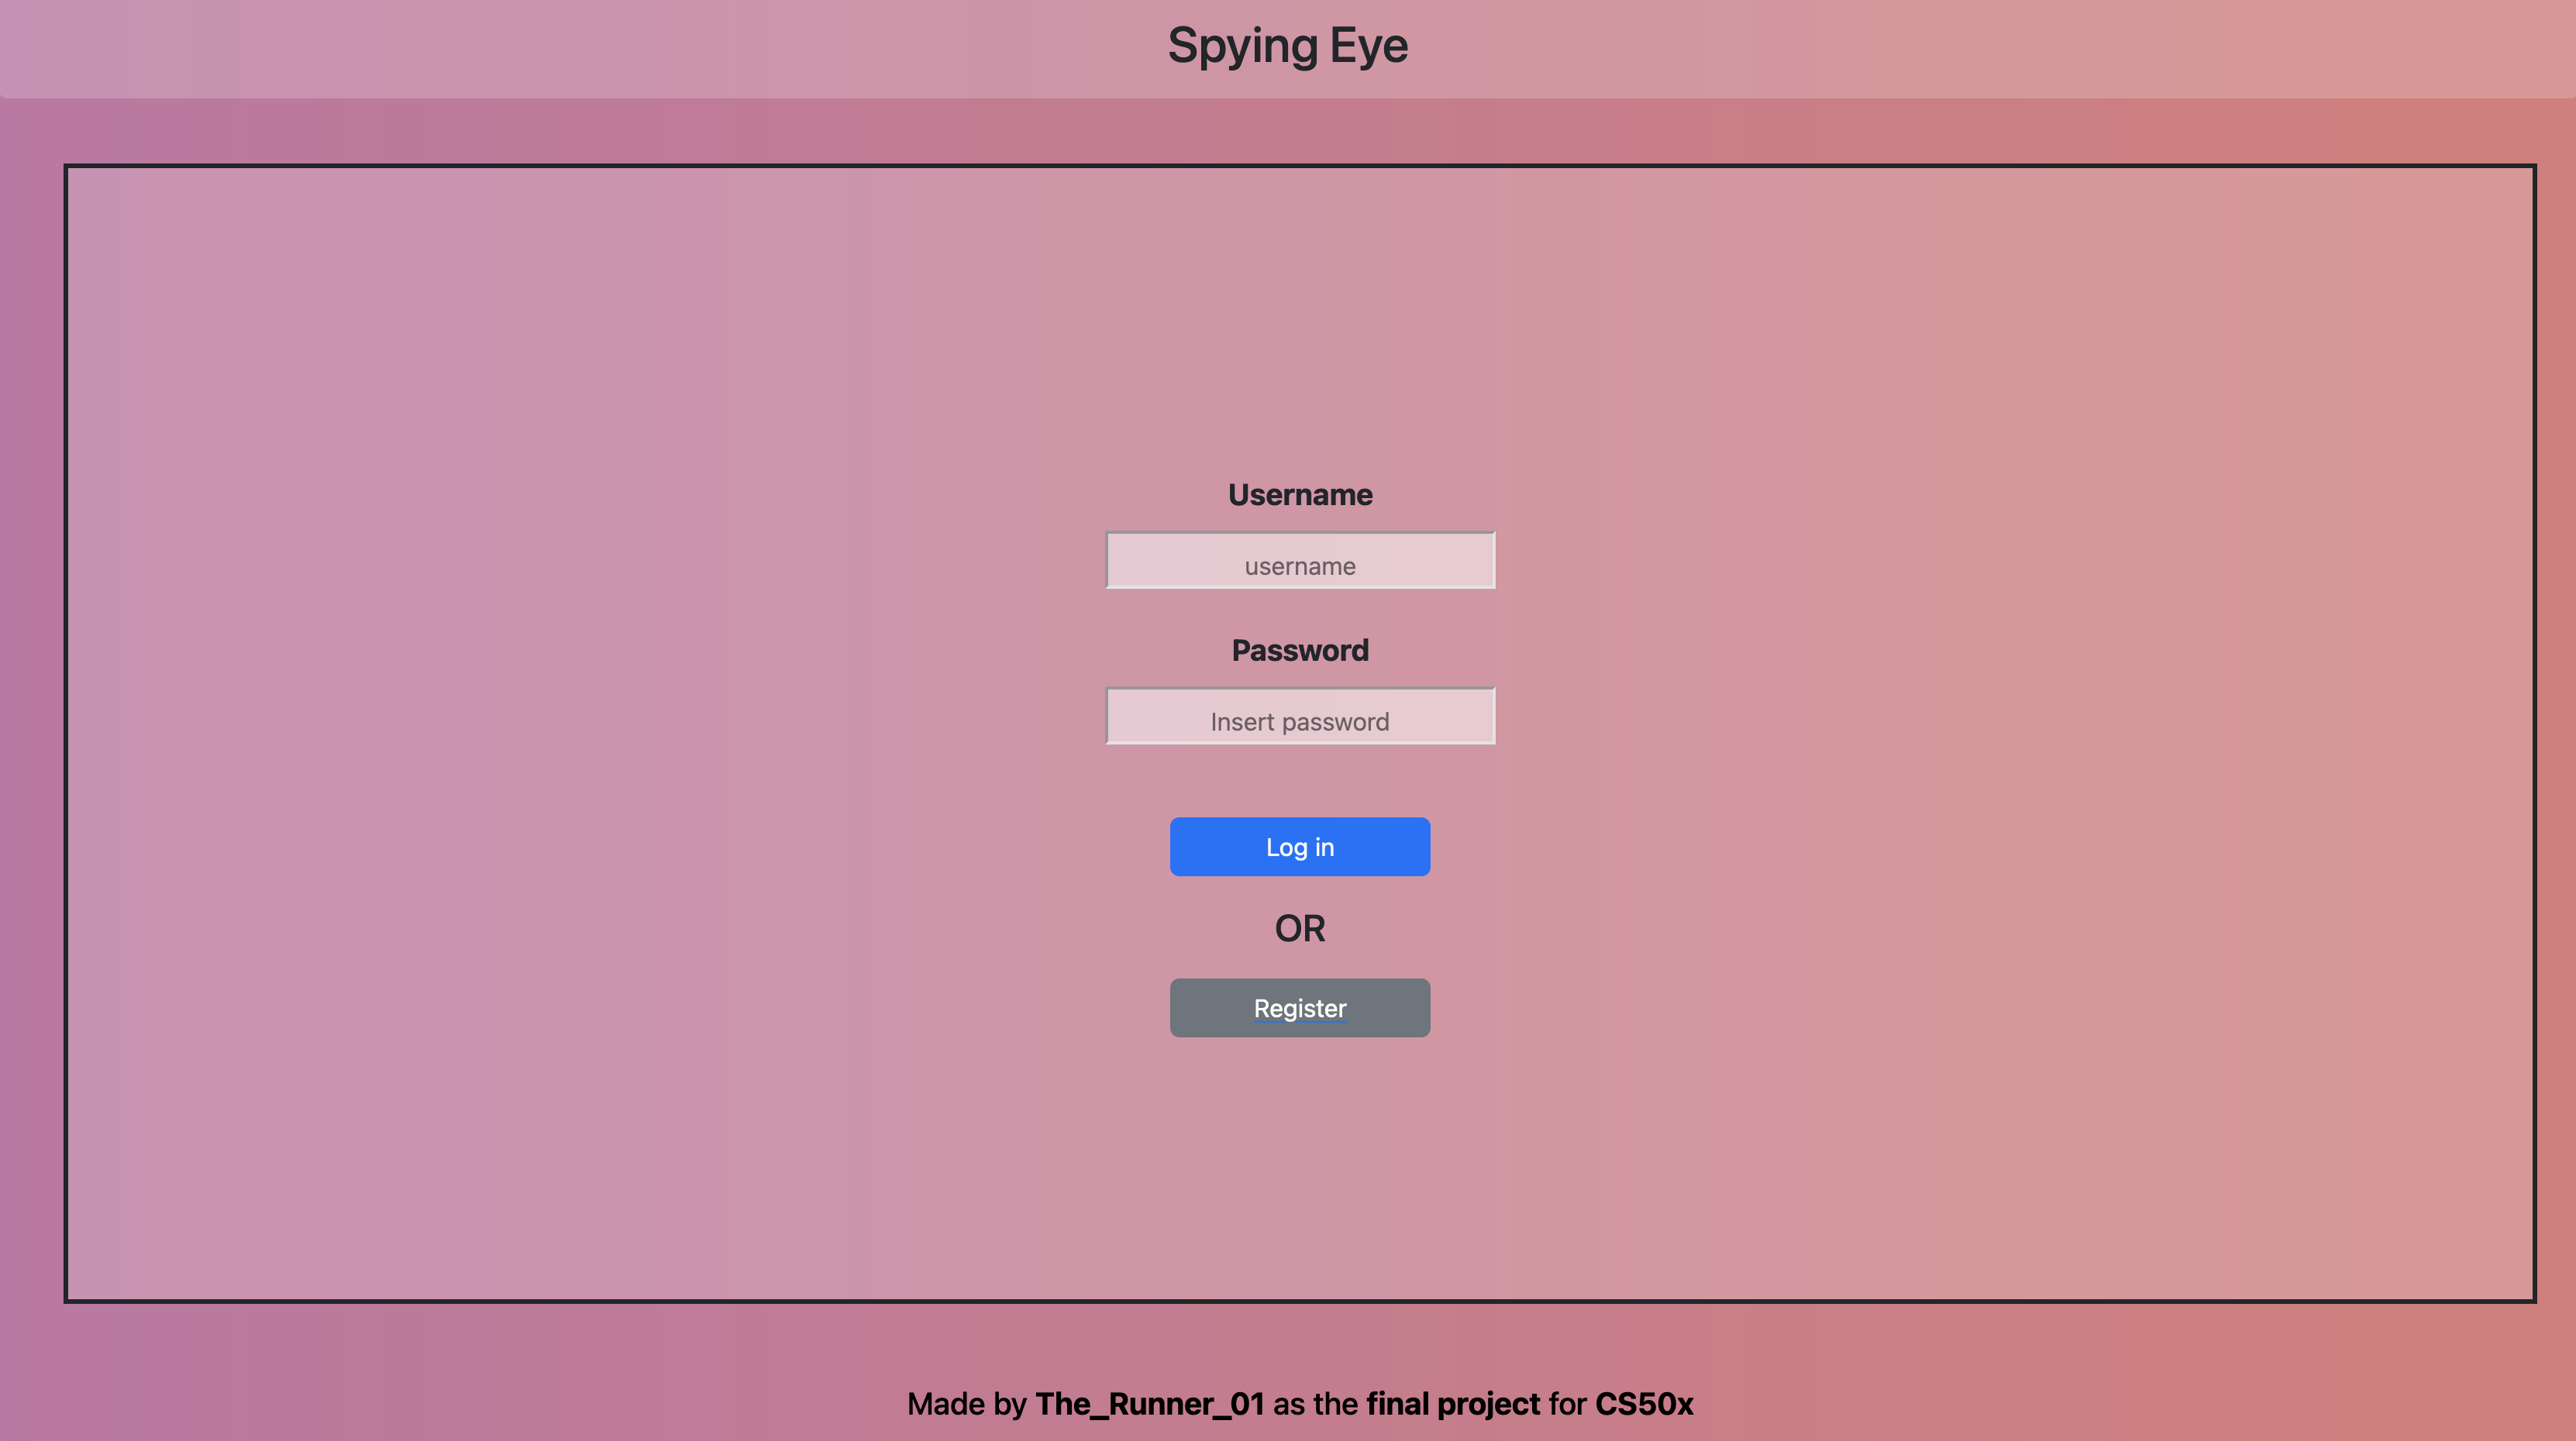 Spying Eye
Username
username
Password
Insert password
Log in
OR
Register
Made by The_Runner_01 as the final project for CS50x